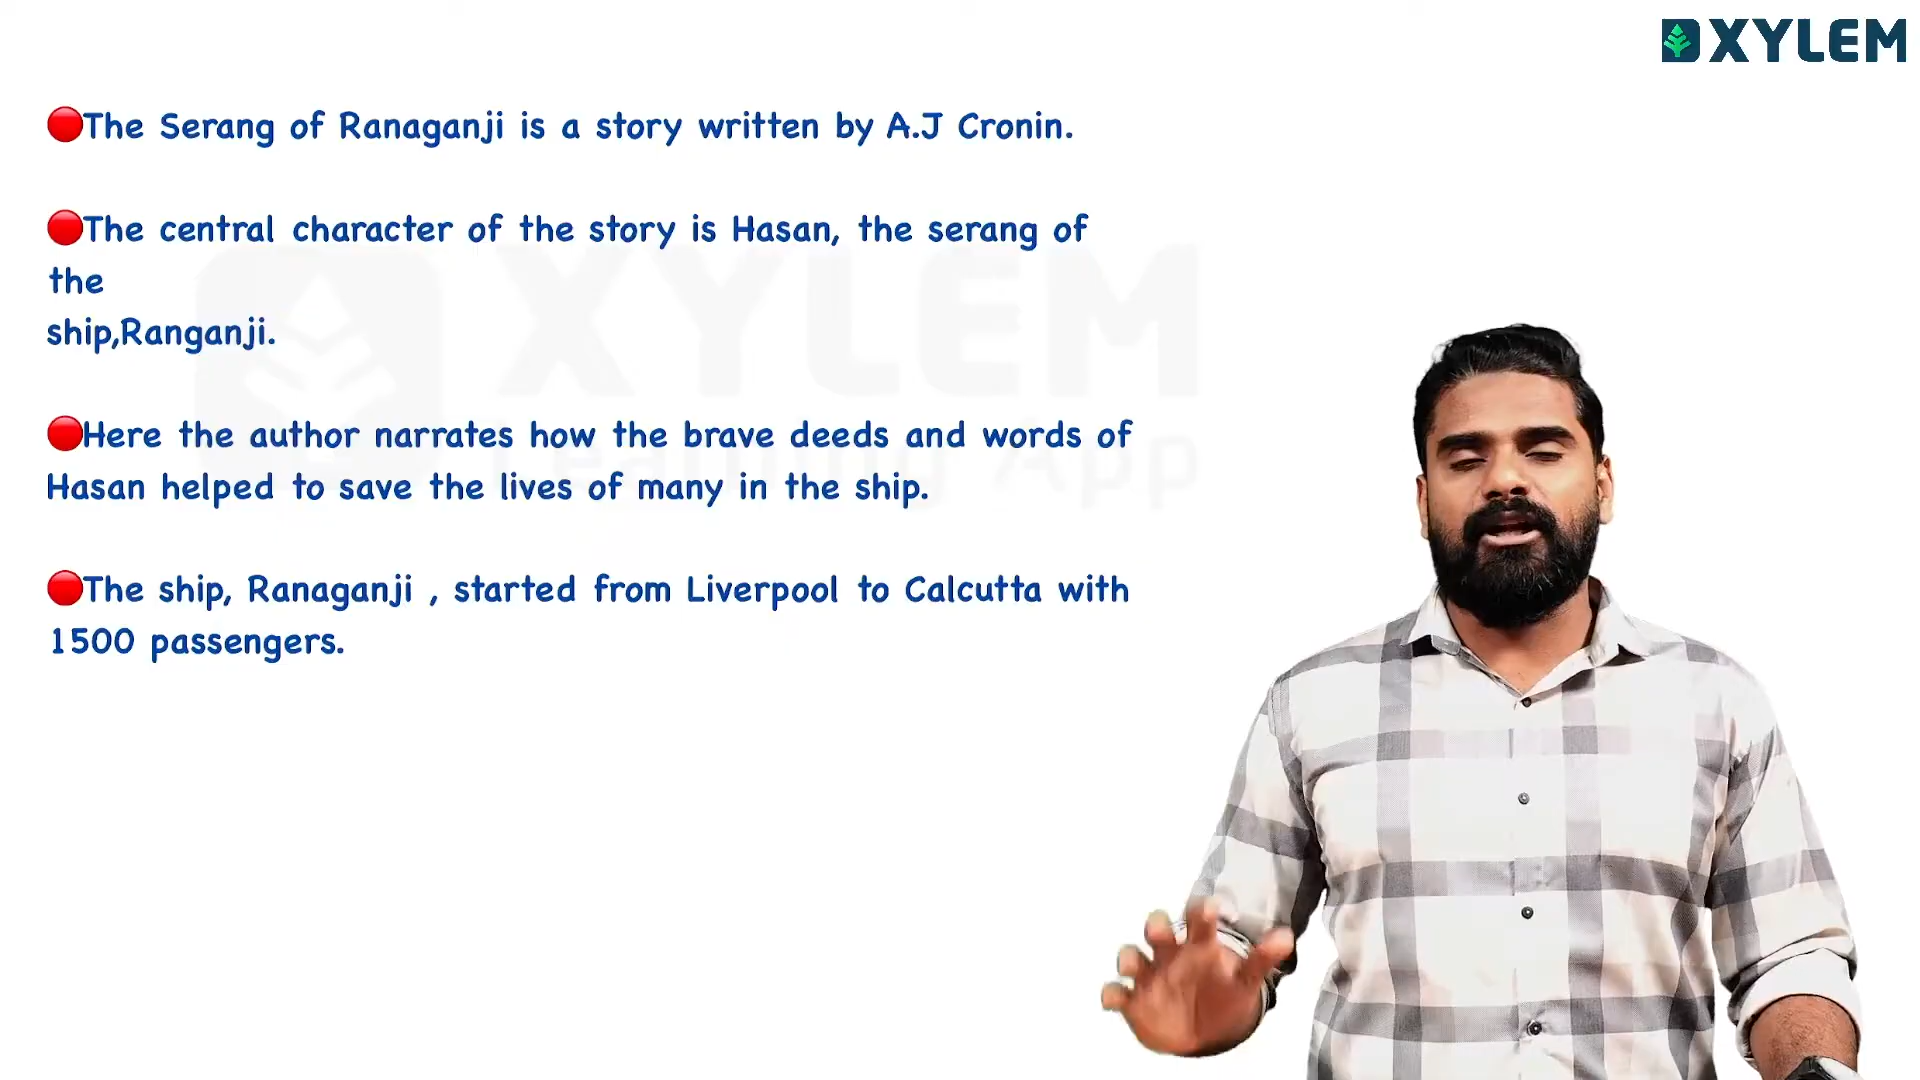 XYLEM
🔴The Serang of Ranaganji is a story written by A.J Cronin.
🔴The central character of the story is Hasan, the serang of
the
ship,Ranganji.
🔴Here the author narrates how the brave deeds and words of
Hasan helped to save the lives of many in the ship.
🔴The ship, Ranaganji , started from Liverpool to Calcutta with
1500 passengers.
XYLEM
Learning App